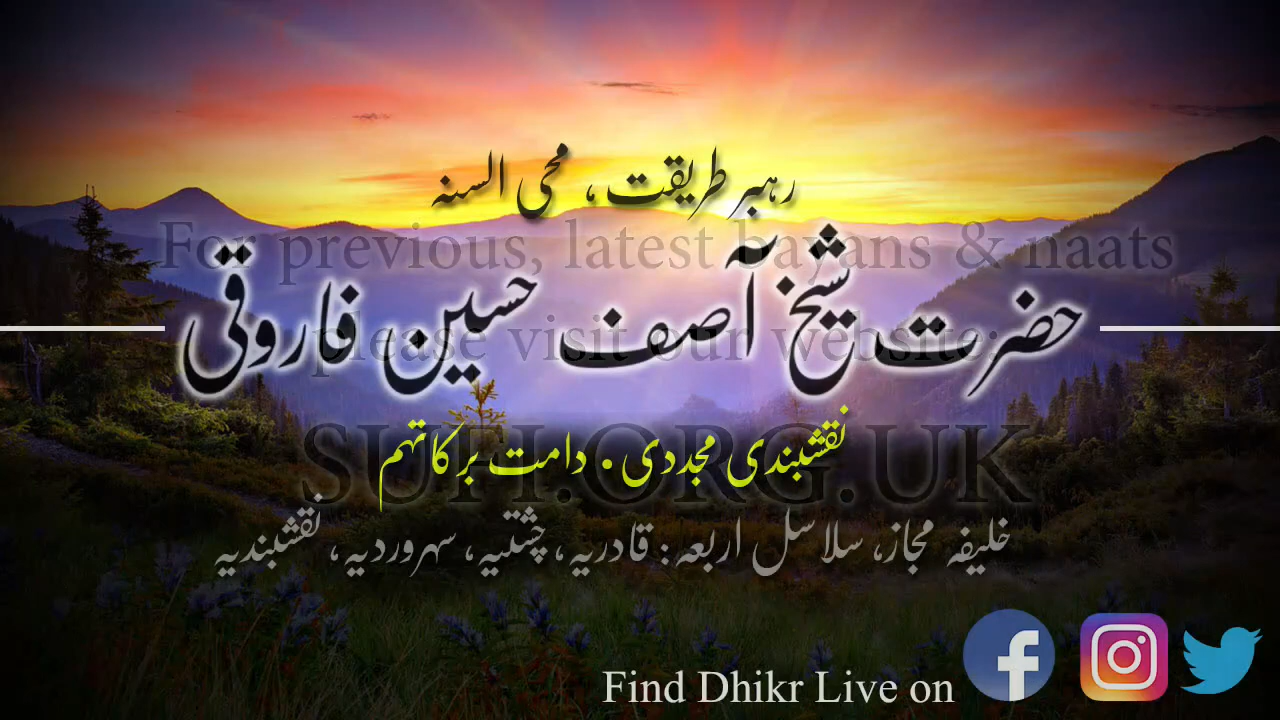 رہبر طریقت، محی السنہ
For previous, latest bayans & naats
حضرت شیخ آصف حسین فاروقی
please visit our website:
نقشبندی مجددی . دامت برکاتہم
SUFI.ORG.UK
خلیفہ مجاز، سلاسل اربعہ: قادریہ، چشتیہ، سہروردیہ، نقشبندیہ
Find Dhikr Live on